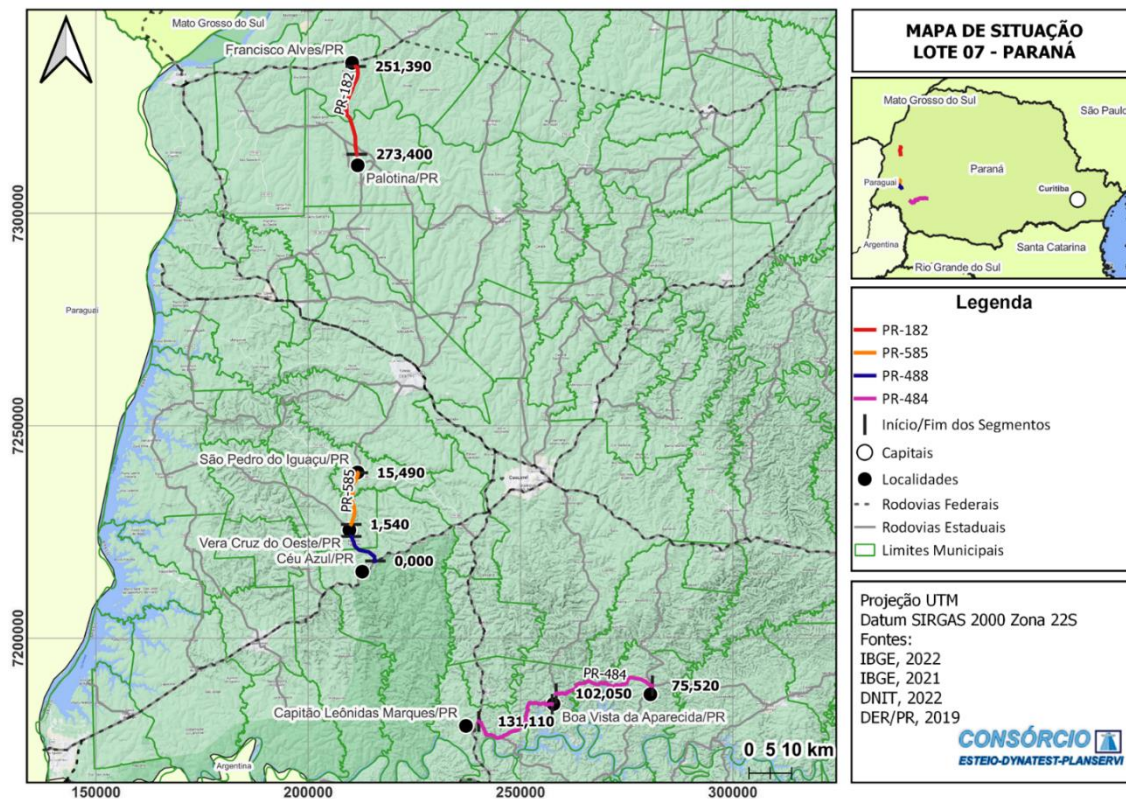 Mato Grosso do Sul
Francisco Alves/PR
251,390
PR-182
273,400
Palotina/PR
Paraguai
São Pedro do Iguaçu/PR
15,490
PR-585
1,540
Vera Cruz do Oeste/PR
Céu Azul/PR
0,000
PR-484
102,050
75,520
Capitão Leônidas Marques/PR
131,110
Boa Vista da Aparecida/PR
Argentina
0 5 10 km
7300000
7250000
7200000
150000
200000
250000
300000
MAPA DE SITUAÇÃO
LOTE 07 - PARANÁ
Mato Grosso do Sul
São Paulo
Paraguai
Paraná
Curitiba
Argentina
Santa Catarina
Rio Grande do Sul
Legenda
PR-182
PR-585
PR-488
PR-484
Início/Fim dos Segmentos
Capitais
Localidades
Rodovias Federais
Rodovias Estaduais
Limites Municipais
Projeção UTM
Datum SIRGAS 2000 Zona 22S
Fontes:
IBGE, 2022
IBGE, 2021
DNIT, 2022
DER/PR, 2019
CONSÓRCIO
ESTEIO-DYNATEST-PLANSERVI